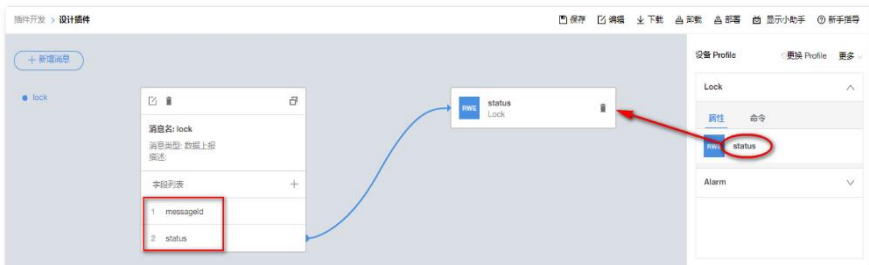 插件开发 > 设计插件
保存 编辑 下载 卸载 部署 显示小助手 新手指导
+ 新增消息
lock
消息名: lock
消息类型: 数据上报
描述:
字段列表 +
1 messageId
2 status
RWE status
Lock
设备 Profile 更换 Profile 更多
Lock
属性 命令
RWE status
Alarm